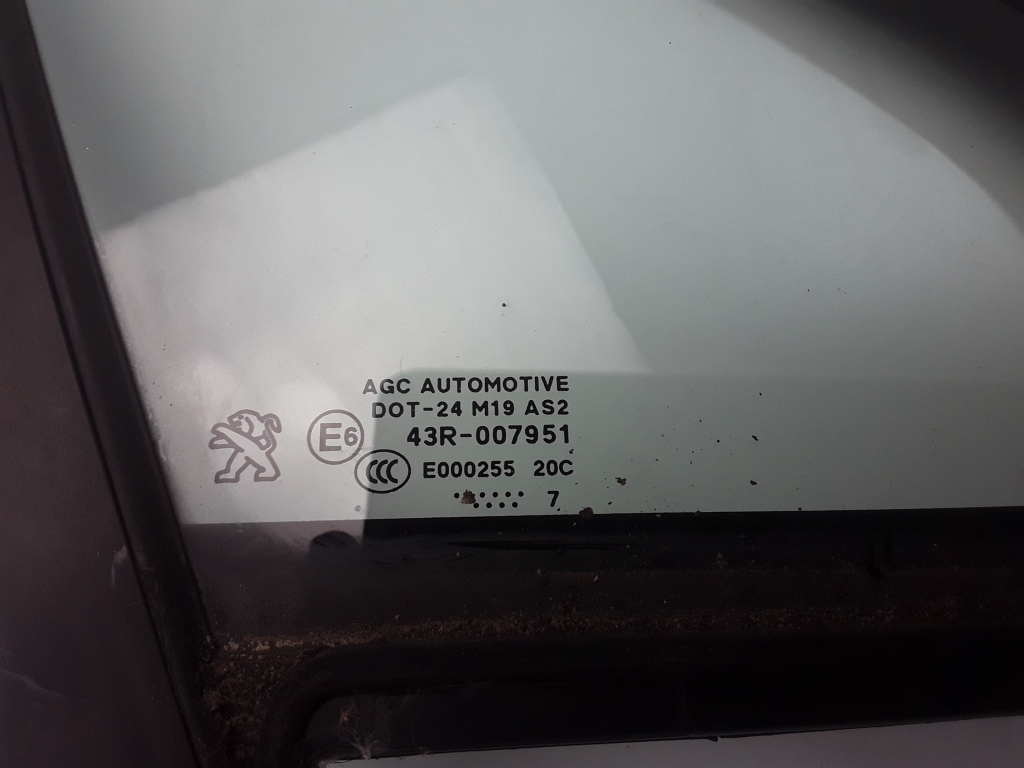 AGC AUTOMOTIVE
DOT-24 M19 AS2
E6 43R-007951
CCC E000255 20C
7